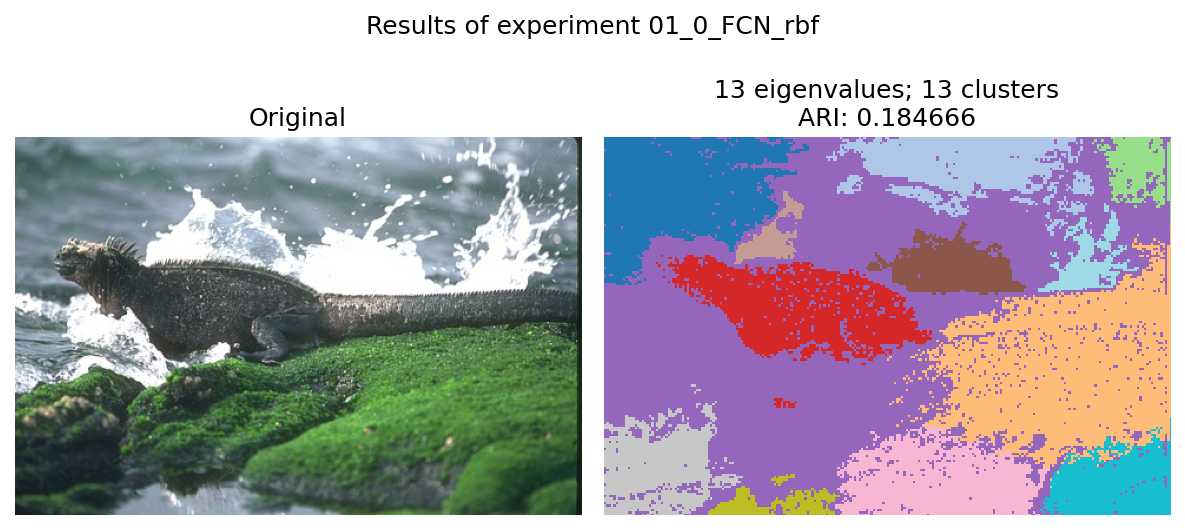 Results of experiment 01_0_FCN_rbf
Original
13 eigenvalues; 13 clusters
ARI: 0.184666